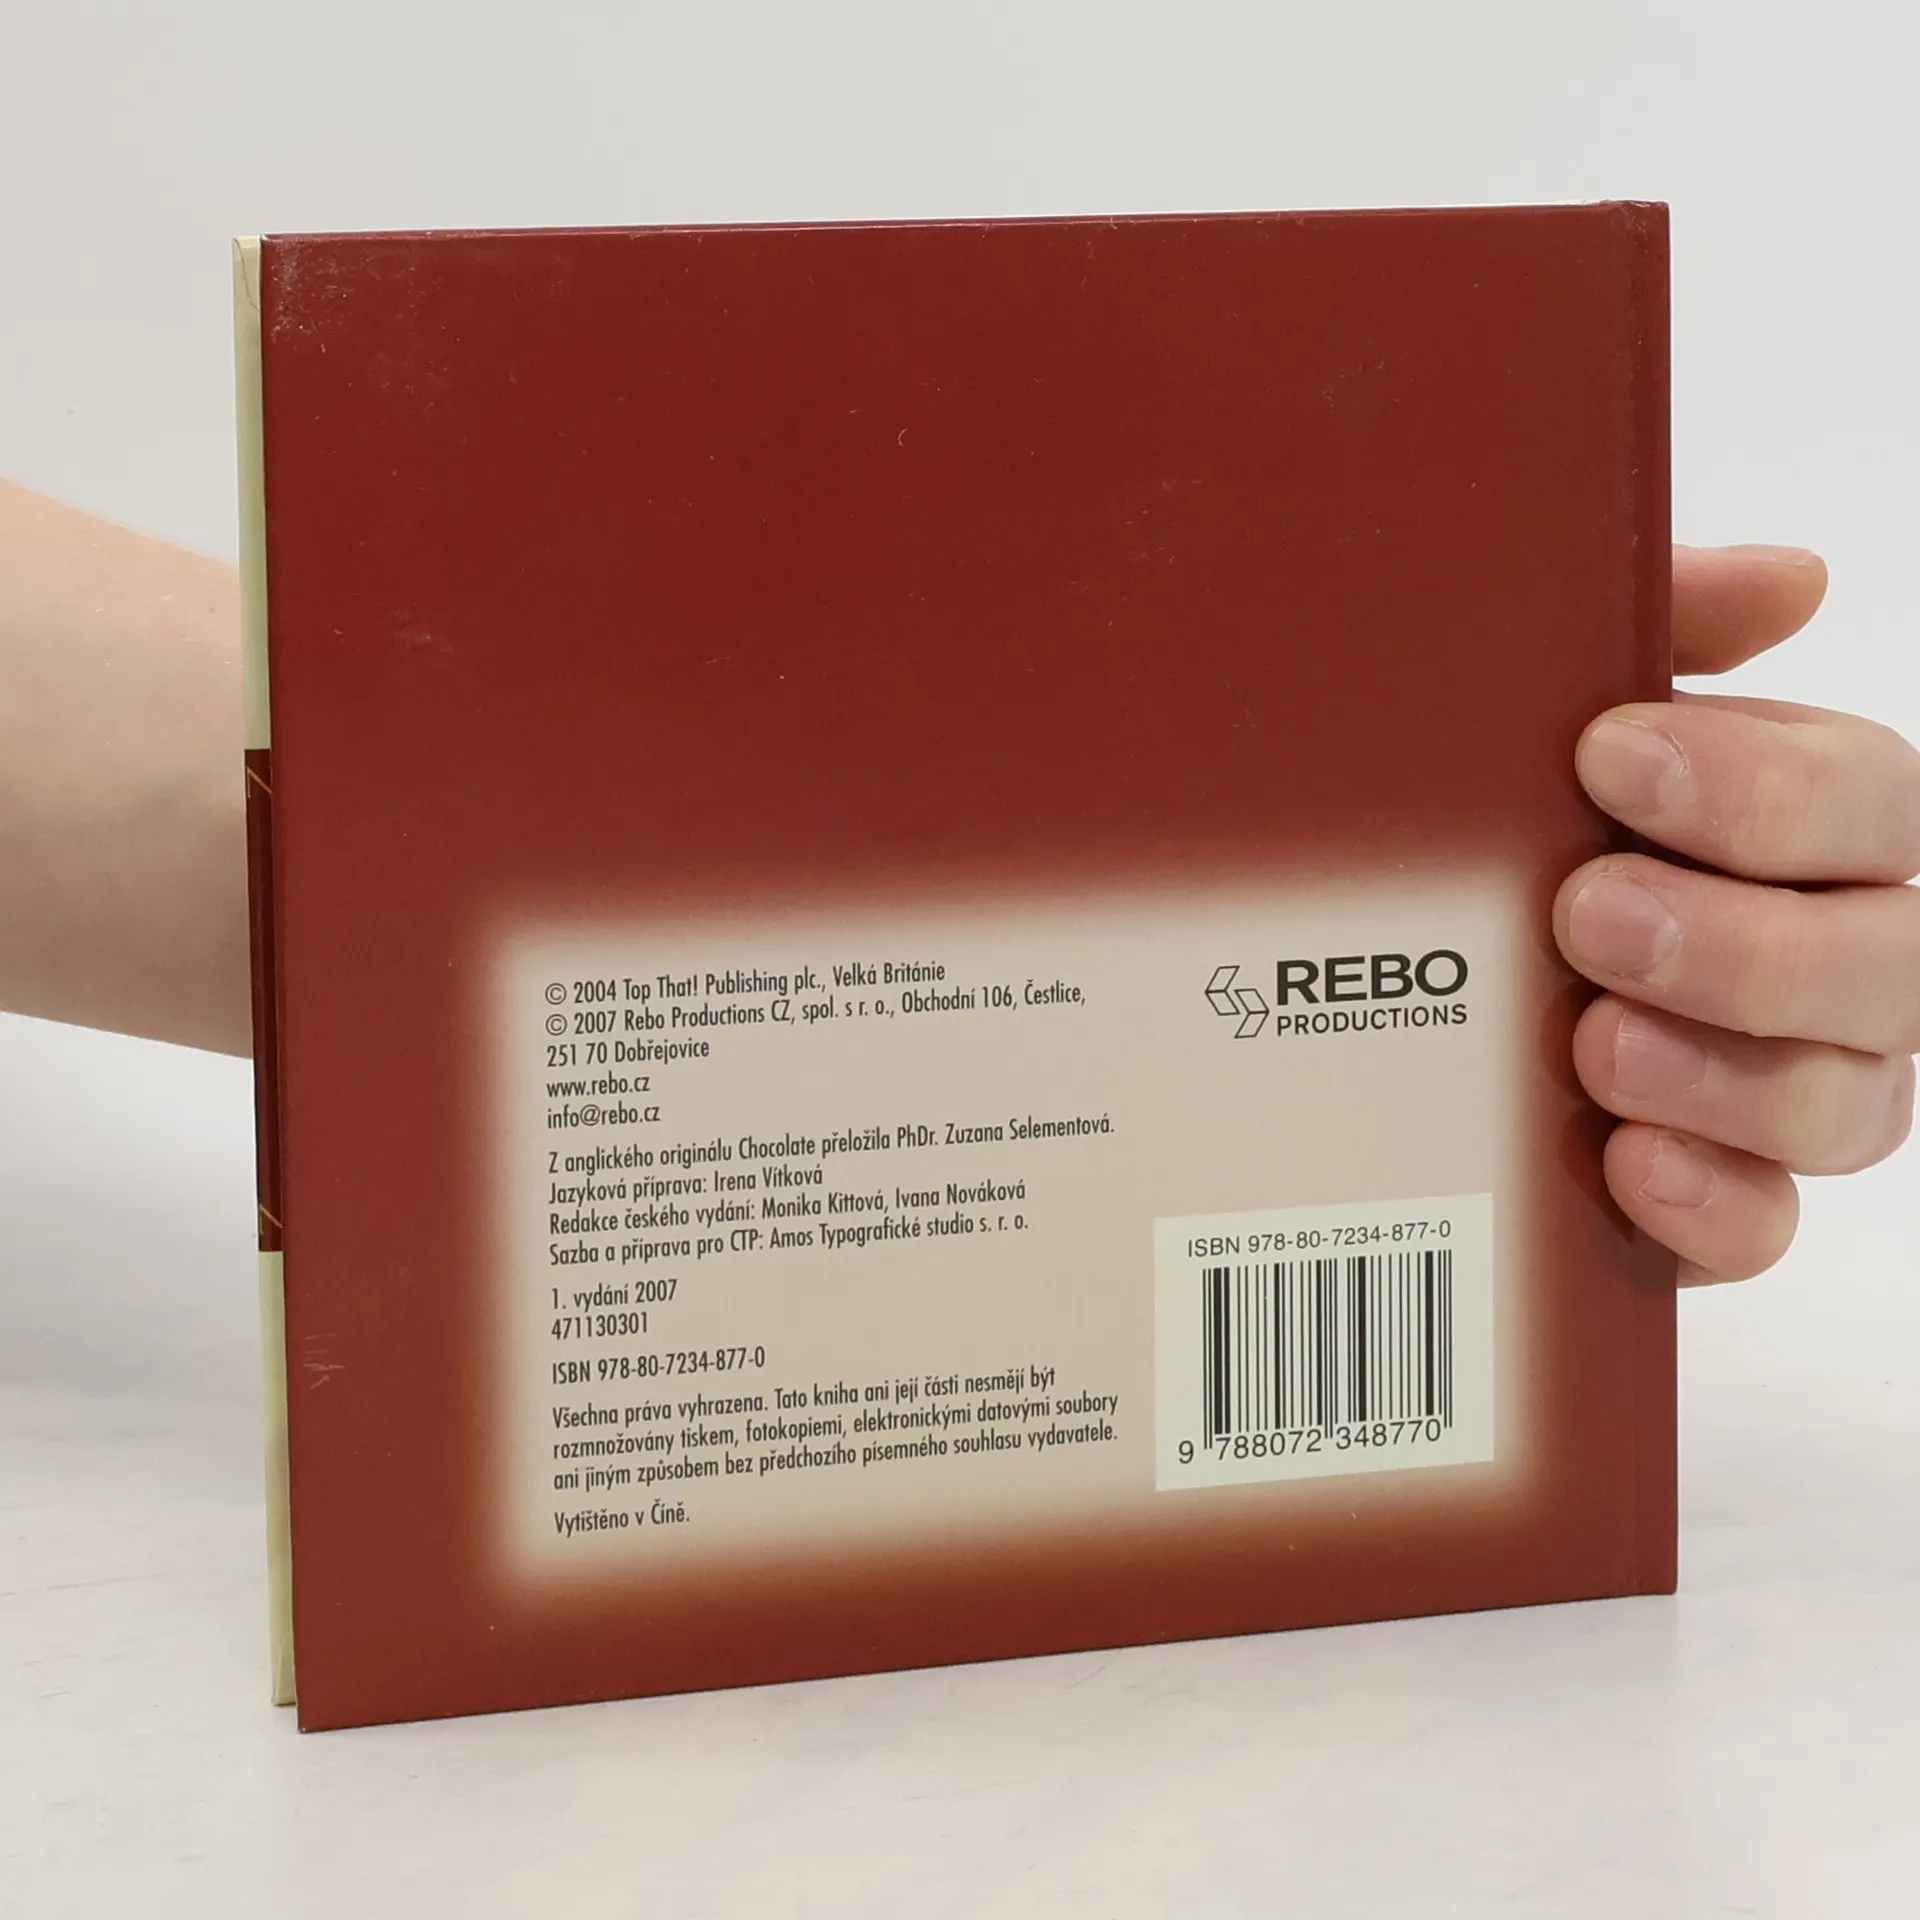 © 2004 Top That! Publishing plc., Velká Británie
© 2007 Rebo Productions CZ, spol. s r. o., Obchodní 106, Čestlice,
251 70 Dobřejovice
www.rebo.cz
info@rebo.cz
Z anglického originálu Chocolate přeložila PhDr. Zuzana Selementová.
Jazyková příprava: Irena Vítková
Redakce českého vydání: Monika Kittová, Ivana Nováková
Sazba a příprava pro CTP: Amos Typografické studio s. r. o.
1. vydání 2007
471130301
ISBN 978-80-7234-877-0
Všechna práva vyhrazena. Tato kniha ani její části nesmějí být
rozmnožovány tiskem, fotokopiemi, elektronickými datovými soubory
ani jiným způsobem bez předchozího písemného souhlasu vydavatele.
Vytištěno v Číně.
REBO
PRODUCTIONS
ISBN 978-80-7234-877-0
9 788072 348770